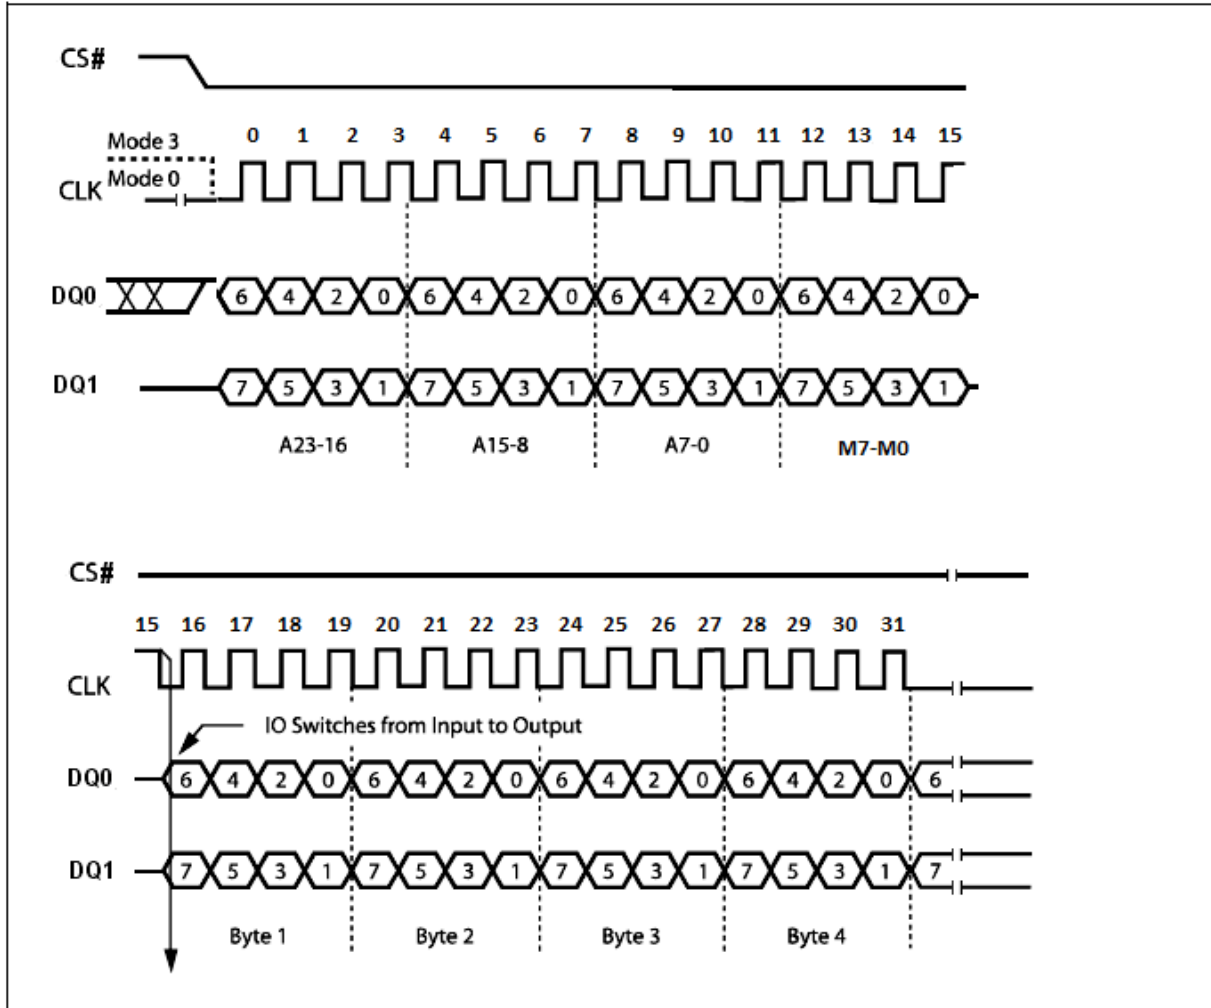 CS#
0 1 2 3 4 5 6 7 8 9 10 11 12 13 14 15
Mode 3
Mode 0
CLK
DQ0 6 4 2 0 6 4 2 0 6 4 2 0 6 4 2 0
DQ1 7 5 3 1 7 5 3 1 7 5 3 1 7 5 3 1
A23-16 A15-8 A7-0 M7-M0
CS#
15 16 17 18 19 20 21 22 23 24 25 26 27 28 29 30 31
CLK
IO Switches from Input to Output
DQ0 6 4 2 0 6 4 2 0 6 4 2 0 6 4 2 0 6
DQ1 7 5 3 1 7 5 3 1 7 5 3 1 7 5 3 1 7
Byte 1 Byte 2 Byte 3 Byte 4